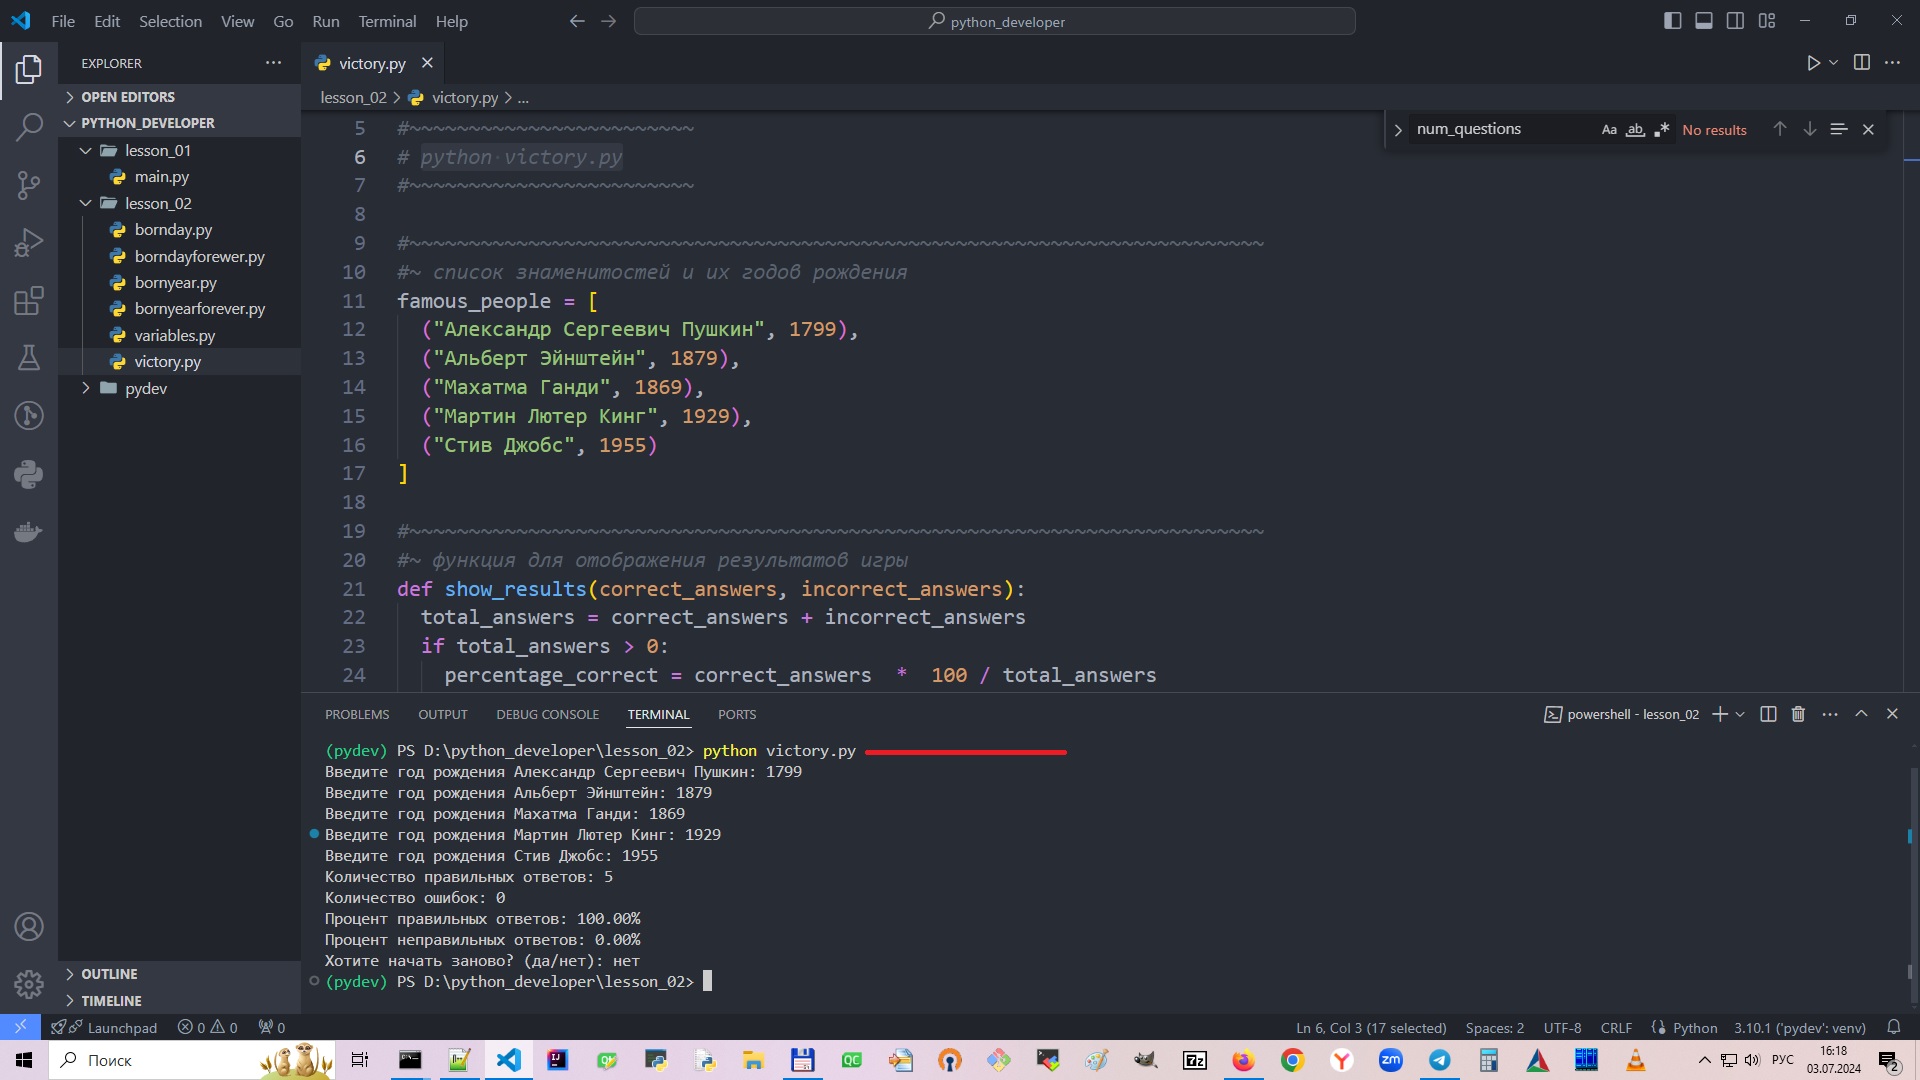 File Edit Selection View Go Run Terminal Help
python_developer
EXPLORER
victory.py
OPEN EDITORS
PYTHON_DEVELOPER
lesson_01
main.py
lesson_02
bornday.py
borndayforewer.py
bornyear.py
bornyearforever.py
variables.py
victory.py
pydev
OUTLINE
TIMELINE
lesson_02 > victory.py > ...
num_questions
Aa ab .* No results
5 #~~~~~~~~~~~~~~~~~~~~~~~~
6 # python·victory.py
7 #~~~~~~~~~~~~~~~~~~~~~~~~
8
9 #~~~~~~~~~~~~~~~~~~~~~~~~~~~~~~~~~~~~~~~~~~~~~~~~~~~~~~~~~~~~~~~~~~~~~~~~
10 #~ список знаменитостей и их годов рождения
11 famous_people = [
12 ("Александр Сергеевич Пушкин", 1799),
13 ("Альберт Эйнштейн", 1879),
14 ("Махатма Ганди", 1869),
15 ("Мартин Лютер Кинг", 1929),
16 ("Стив Джобс", 1955)
17 ]
18
19 #~~~~~~~~~~~~~~~~~~~~~~~~~~~~~~~~~~~~~~~~~~~~~~~~~~~~~~~~~~~~~~~~~~~~~~~~
20 #~ функция для отображения результатов игры
21 def show_results(correct_answers, incorrect_answers):
22 total_answers = correct_answers + incorrect_answers
23 if total_answers > 0:
24 percentage_correct = correct_answers * 100 / total_answers
PROBLEMS OUTPUT DEBUG CONSOLE TERMINAL PORTS
powershell - lesson_02
(pydev) PS D:\python_developer\lesson_02> python victory.py
Введите год рождения Александр Сергеевич Пушкин: 1799
Введите год рождения Альберт Эйнштейн: 1879
Введите год рождения Махатма Ганди: 1869
Введите год рождения Мартин Лютер Кинг: 1929
Введите год рождения Стив Джобс: 1955
Количество правильных ответов: 5
Количество ошибок: 0
Процент правильных ответов: 100.00%
Процент неправильных ответов: 0.00%
Хотите начать заново? (да/нет): нет
(pydev) PS D:\python_developer\lesson_02>
Launchpad 0 0 0
Ln 6, Col 3 (17 selected) Spaces: 2 UTF-8 CRLF Python 3.10.1 ('pydev': venv)
Поиск
QC
7z
zm
РУС
16:18
03.07.2024
2